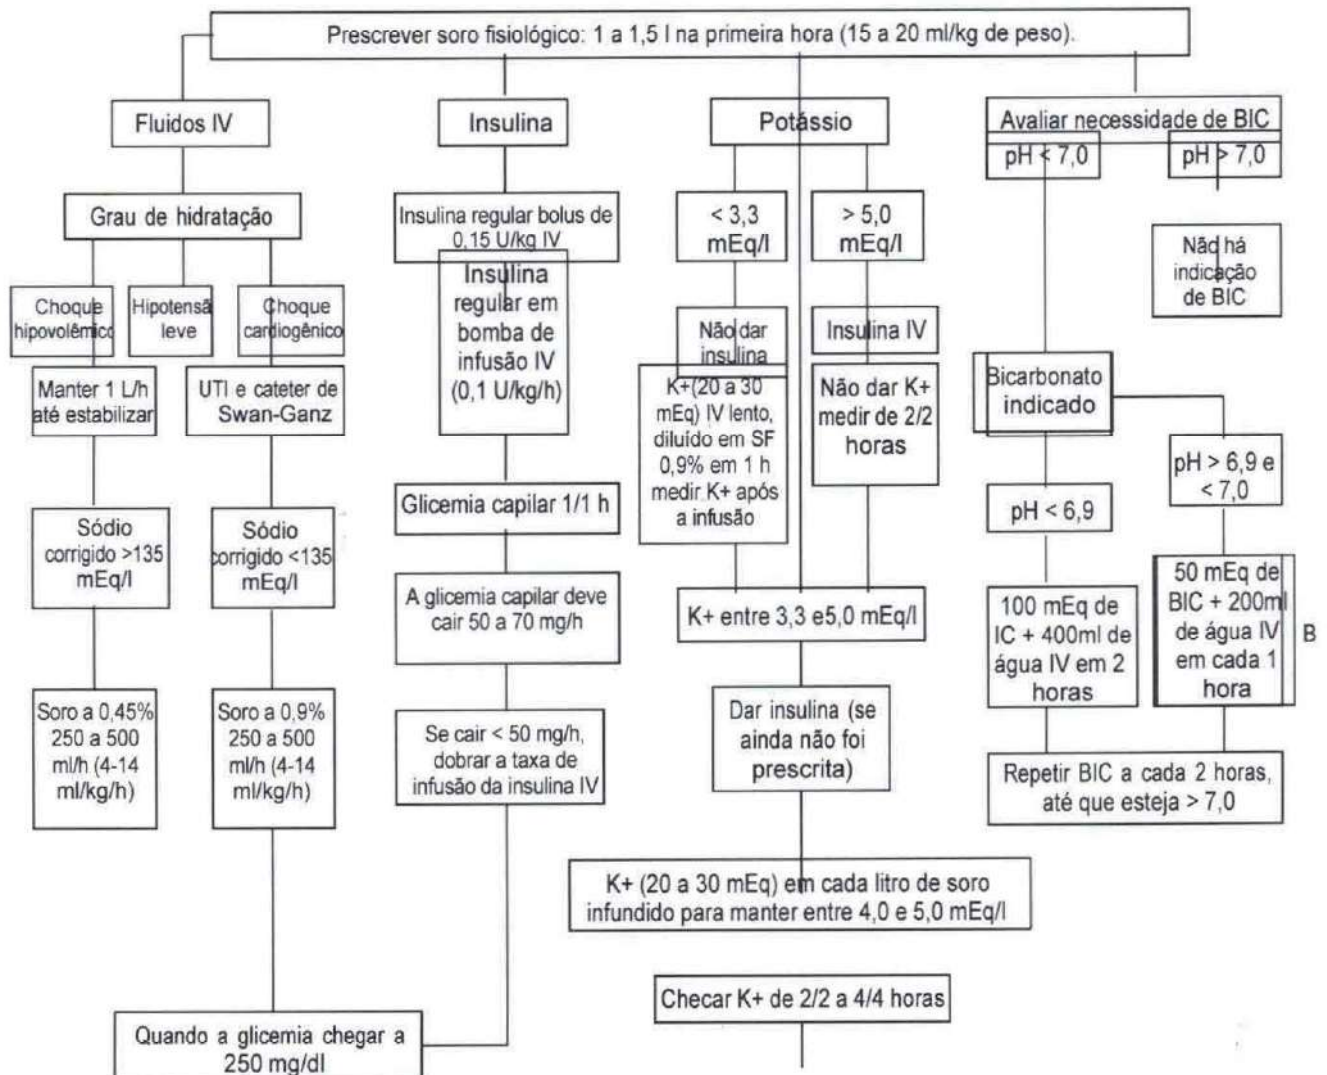 Prescrever soro fisiológico: 1 a 1,5 l na primeira hora (15 a 20 ml/kg de peso).
Fluidos IV
Grau de hidratação
Choque
hipovolêmico
Hipotensã
leve
Choque
cardiogênico
Manter 1 L/h
até estabilizar
UTI e cateter de
Swan-Ganz
Sódio
corrigido >135
mEq/l
Sódio
corrigido <135
mEq/l
Soro a 0,45%
250 a 500
ml/h (4-14
ml/kg/h)
Soro a 0,9%
250 a 500
ml/h (4-14
ml/kg/h)
Insulina
Insulina regular bolus de
0,15 U/kg IV
Insulina
regular em
bomba de
infusão IV
(0,1 U/kg/h)
Glicemia capilar 1/1 h
A glicemia capilar deve
cair 50 a 70 mg/h
Se cair < 50 mg/h,
dobrar a taxa de
infusão da insulina IV
Quando a glicemia chegar a
250 mg/dl
Potássio
< 3,3
mEq/l
> 5,0
mEq/l
Não dar
insulina
Insulina IV
K+(20 a 30
mEq) IV lento,
diluído em SF
0,9% em 1 h
medir K+ após
a infusão
Não dar K+
medir de 2/2
horas
K+ entre 3,3 e5,0 mEq/l
Dar insulina (se
ainda não foi
prescrita)
K+ (20 a 30 mEq) em cada litro de soro
infundido para manter entre 4,0 e 5,0 mEq/l
Checar K+ de 2/2 a 4/4 horas
Avaliar necessidade de BIC
pH < 7,0
pH > 7,0
Não há
indicação
de BIC
Bicarbonato
indicado
pH < 6,9
pH > 6,9 e
< 7,0
100 mEq de
IC + 400ml de
água IV em 2
horas
50 mEq de
BIC + 200ml
de água IV
em cada 1
hora
B
Repetir BIC a cada 2 horas,
até que esteja > 7,0